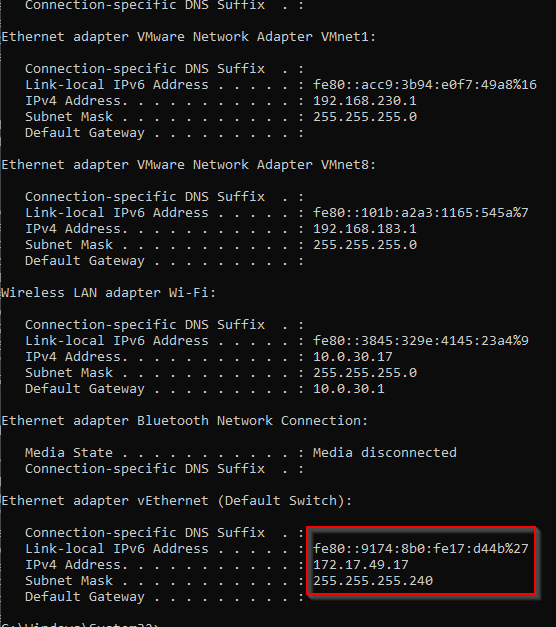 Connection-specific DNS Suffix . :
Ethernet adapter VMware Network Adapter VMnet1:
Connection-specific DNS Suffix . :
Link-local IPv6 Address . . . . . : fe80::acc9:3b94:e0f7:49a8%16
IPv4 Address. . . . . . . . . . . : 192.168.230.1
Subnet Mask . . . . . . . . . . . : 255.255.255.0
Default Gateway . . . . . . . . . :
Ethernet adapter VMware Network Adapter VMnet8:
Connection-specific DNS Suffix . :
Link-local IPv6 Address . . . . . : fe80::101b:a2a3:1165:545a%7
IPv4 Address. . . . . . . . . . . : 192.168.183.1
Subnet Mask . . . . . . . . . . . : 255.255.255.0
Default Gateway . . . . . . . . . :
Wireless LAN adapter Wi-Fi:
Connection-specific DNS Suffix . :
Link-local IPv6 Address . . . . . : fe80::3845:329e:4145:23a4%9
IPv4 Address. . . . . . . . . . . : 10.0.30.17
Subnet Mask . . . . . . . . . . . : 255.255.255.0
Default Gateway . . . . . . . . . : 10.0.30.1
Ethernet adapter Bluetooth Network Connection:
Media State . . . . . . . . . . . : Media disconnected
Connection-specific DNS Suffix . :
Ethernet adapter vEthernet (Default Switch):
Connection-specific DNS Suffix . :
Link-local IPv6 Address . . . . . : fe80::9174:8b0:fe17:d44b%27
IPv4 Address. . . . . . . . . . . : 172.17.49.17
Subnet Mask . . . . . . . . . . . : 255.255.255.240
Default Gateway . . . . . . . . . :
C:\Windows\System32>